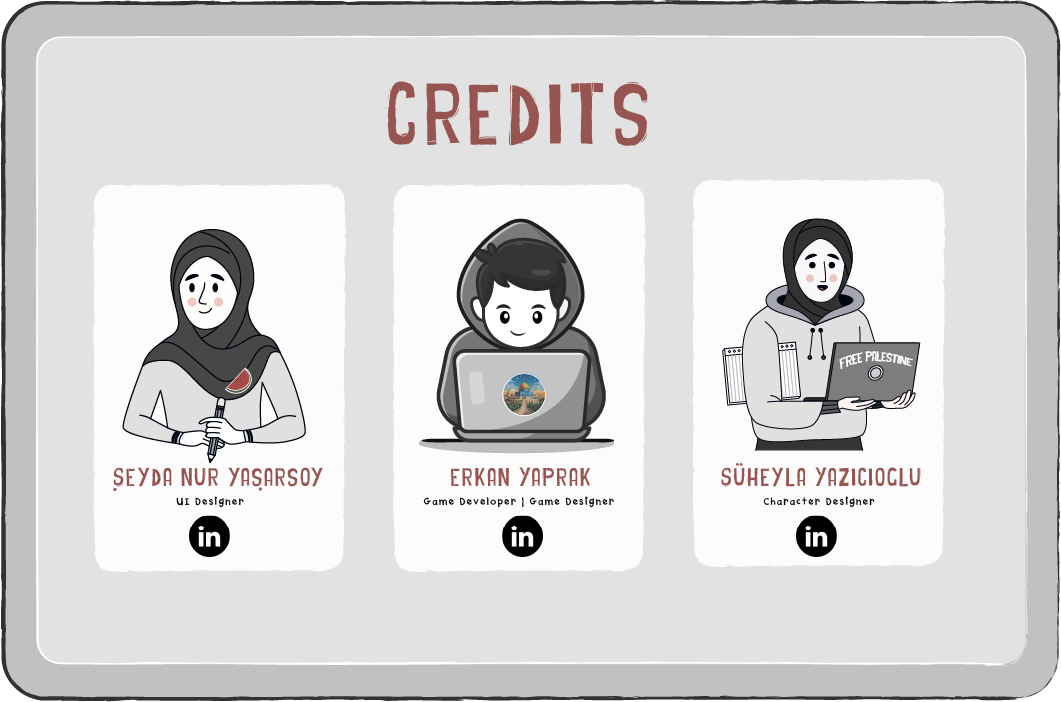 CREDITS
ŞEYDA NUR YAŞARSOY
UI Designer
in
FREE PALESTINE
ERKAN YAPRAK
Game Developer | Game Designer
in
SÜHEYLA YAZICIOGLU
Character Designer
in